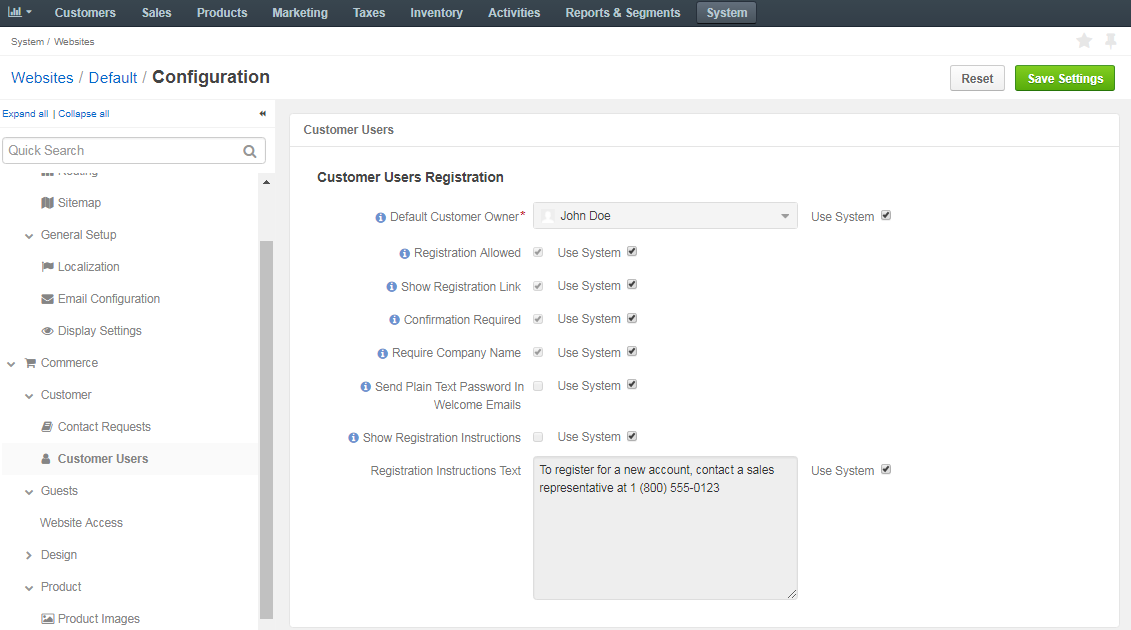 Customers Sales Products Marketing Taxes Inventory Activities Reports & Segments System
System / Websites
Websites / Default / Configuration
Reset Save Settings
Expand all | Collapse all
Quick Search
Routing
Sitemap
General Setup
Localization
Email Configuration
Display Settings
Commerce
Customer
Contact Requests
Customer Users
Guests
Website Access
Design
Product
Product Images
Customer Users
Customer Users Registration
Default Customer Owner* John Doe Use System
Registration Allowed Use System
Show Registration Link Use System
Confirmation Required Use System
Require Company Name Use System
Send Plain Text Password In Use System
Welcome Emails
Show Registration Instructions Use System
Registration Instructions Text To register for a new account, contact a sales Use System
representative at 1 (800) 555-0123